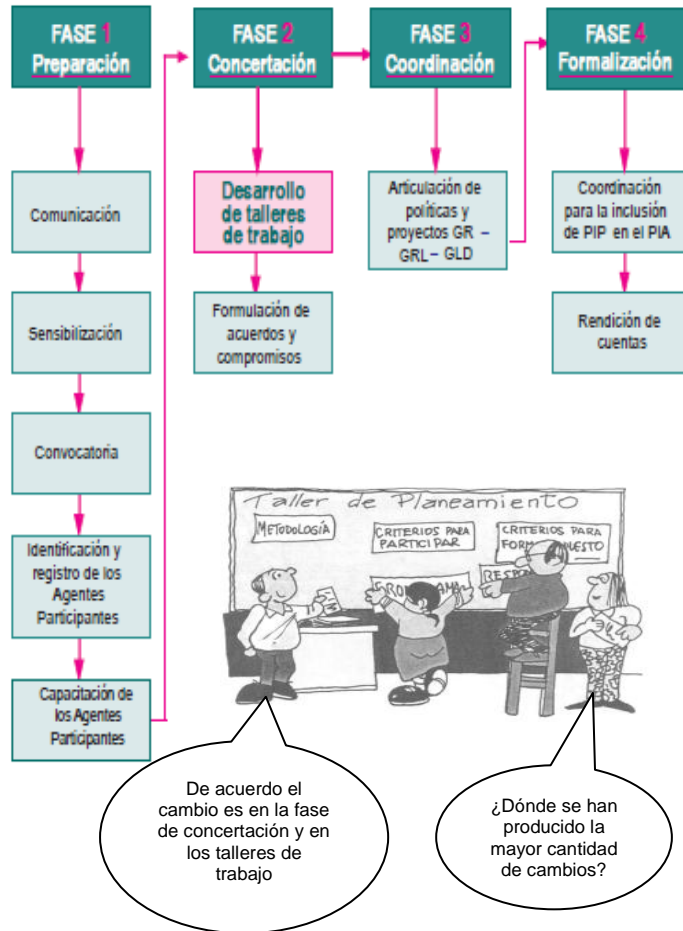 FASE 1
Preparación
FASE 2
Concertación
FASE 3
Coordinación
FASE 4
Formalización
Comunicación
Sensibilización
Convocatoria
Identificación y
registro de los
Agentes
Participantes
Capacitación de
los Agentes
Participantes
Desarrollo
de talleres
de trabajo
Formulación de
acuerdos y
compromisos
Articulación de
políticas y
proyectos GR –
GRL – GLD
Coordinación
para la inclusión
de PIP en el PIA
Rendición de
cuentas
Taller de Planeamiento
METODOLOGÍA
CRITERIOS PARA
PARTICIPAR
CRITERIOS PARA
De acuerdo el
cambio es en la fase
de concertación y en
los talleres de
trabajo
¿Dónde se han
producido la
mayor cantidad
de cambios?